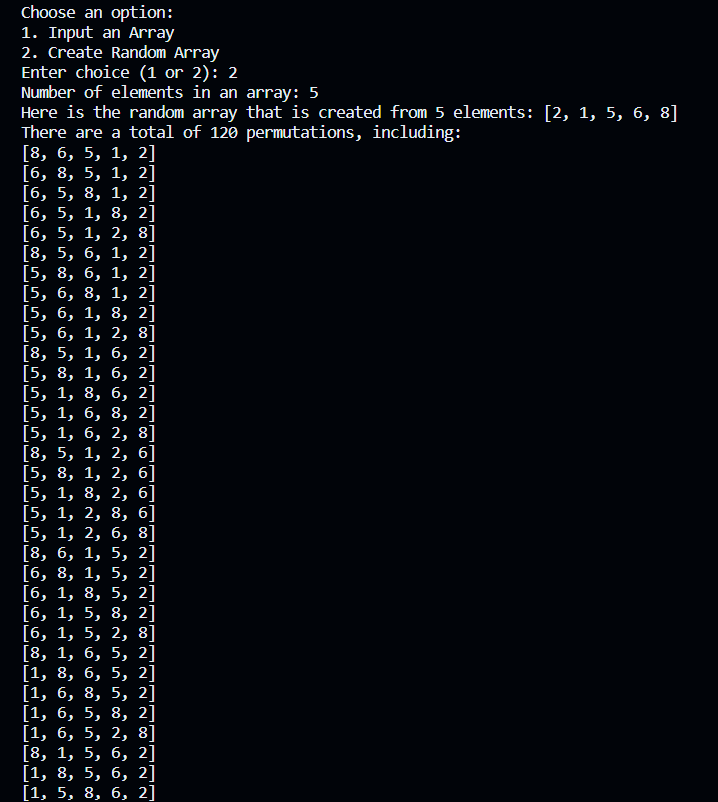 Choose an option:
1. Input an Array
2. Create Random Array
Enter choice (1 or 2): 2
Number of elements in an array: 5
Here is the random array that is created from 5 elements: [2, 1, 5, 6, 8]
There are a total of 120 permutations, including:
[8, 6, 5, 1, 2]
[6, 8, 5, 1, 2]
[6, 5, 8, 1, 2]
[6, 5, 1, 8, 2]
[6, 5, 1, 2, 8]
[8, 5, 6, 1, 2]
[5, 8, 6, 1, 2]
[5, 6, 8, 1, 2]
[5, 6, 1, 8, 2]
[5, 6, 1, 2, 8]
[8, 5, 1, 6, 2]
[5, 8, 1, 6, 2]
[5, 1, 8, 6, 2]
[5, 1, 6, 8, 2]
[5, 1, 6, 2, 8]
[8, 5, 1, 2, 6]
[5, 8, 1, 2, 6]
[5, 1, 8, 2, 6]
[5, 1, 2, 8, 6]
[5, 1, 2, 6, 8]
[8, 6, 1, 5, 2]
[6, 8, 1, 5, 2]
[6, 1, 8, 5, 2]
[6, 1, 5, 8, 2]
[6, 1, 5, 2, 8]
[8, 1, 6, 5, 2]
[1, 8, 6, 5, 2]
[1, 6, 8, 5, 2]
[1, 6, 5, 8, 2]
[1, 6, 5, 2, 8]
[8, 1, 5, 6, 2]
[1, 8, 5, 6, 2]
[1, 5, 8, 6, 2]